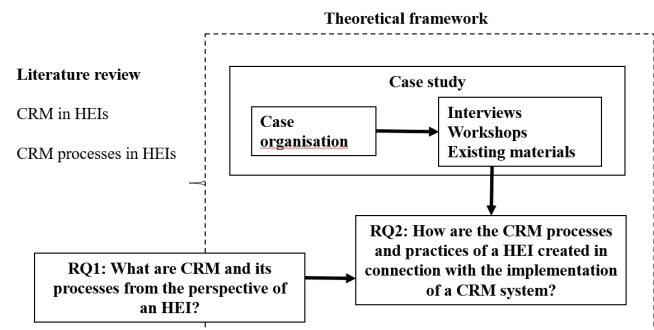 Theoretical framework
Literature review
CRM in HEIs
CRM processes in HEIs
Case study
Case
organisation
Interviews
Workshops
Existing materials
RQ2: How are the CRM processes
and practices of a HEI created in
connection with the implementation
of a CRM system?
RQ1: What are CRM and its
processes from the perspective of
an HEI?